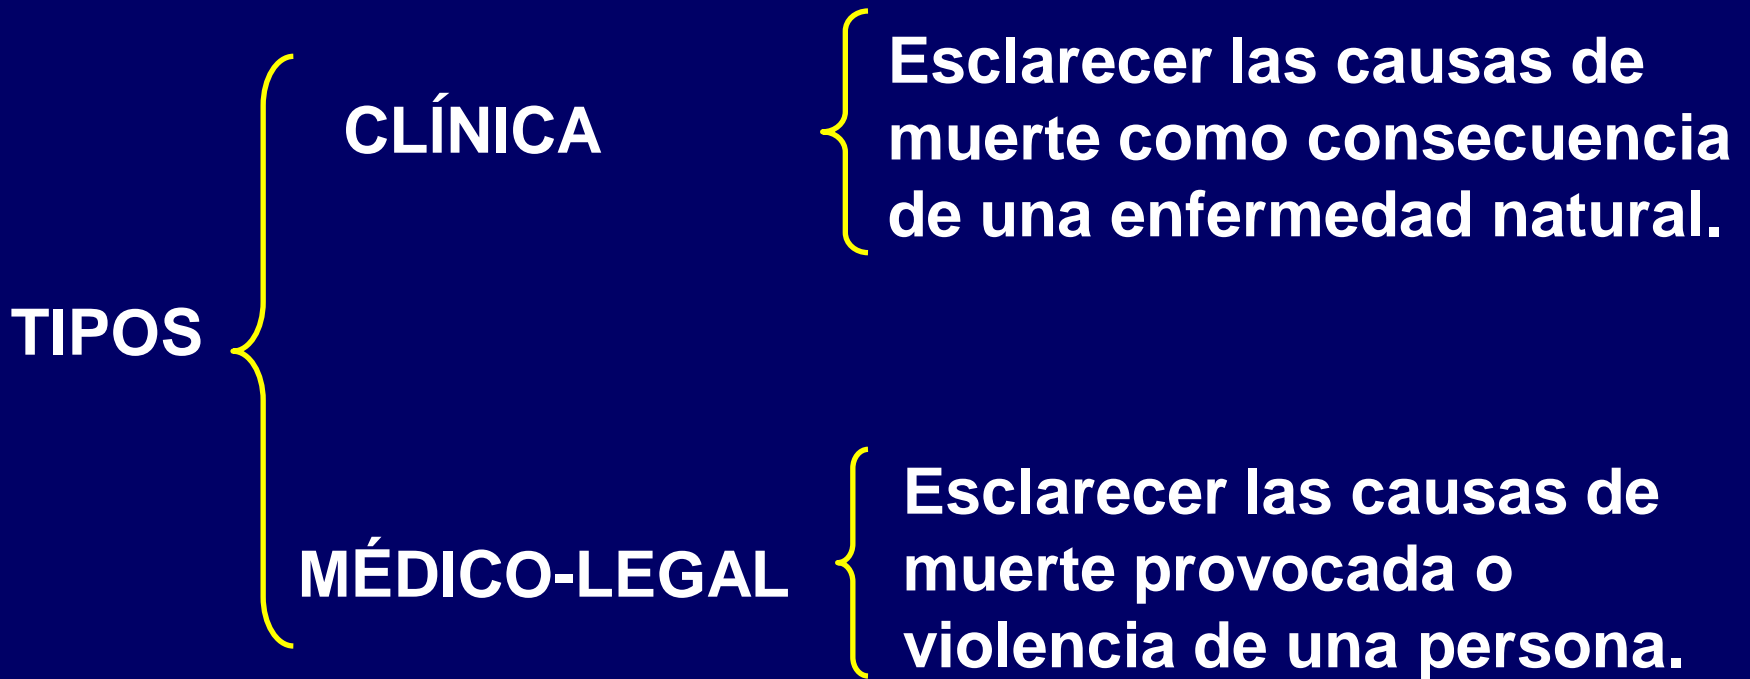 TIPOS
CLÍNICA
Esclarecer las causas de
muerte como consecuencia
de una enfermedad natural.
MÉDICO-LEGAL
Esclarecer las causas de
muerte provocada o
violencia de una persona.